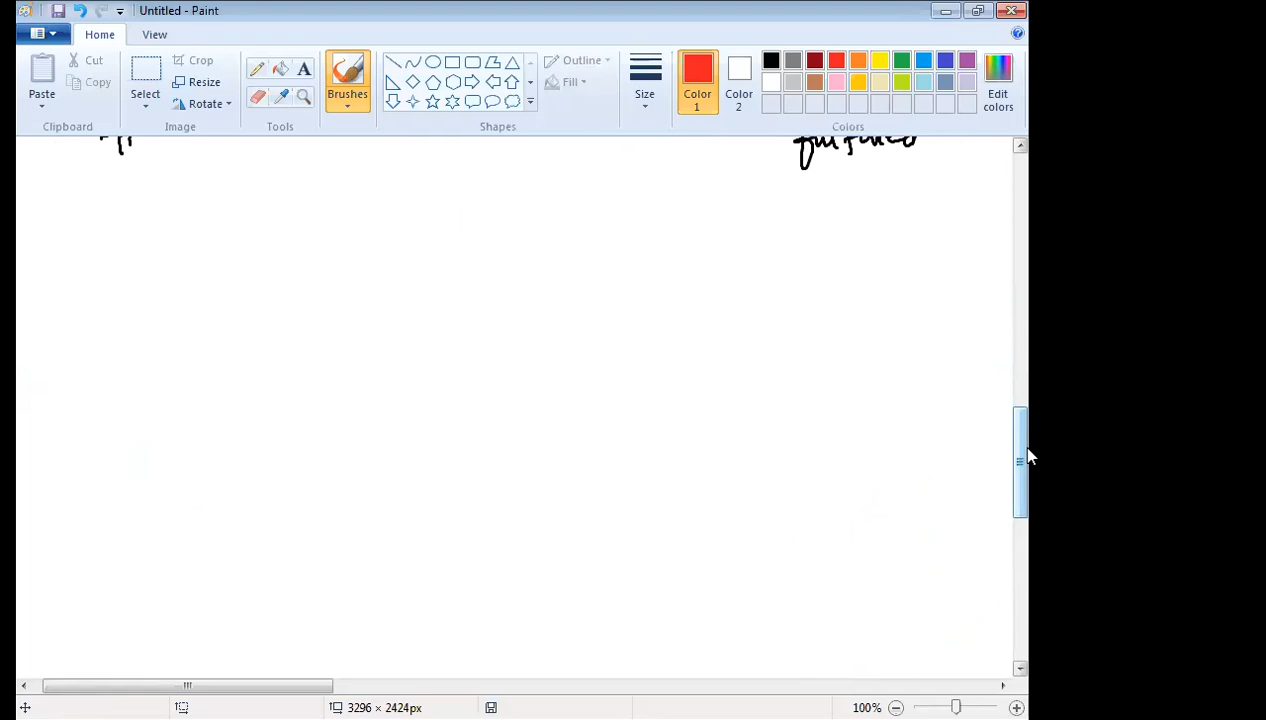 Untitled - Paint
Home View
Paste Cut Copy Clipboard
Select Crop Resize Rotate Image
Tools
Brushes
Shapes Outline Fill
Size
Color 1
Color 2
Edit colors
Colors
3296 × 2424px 100%